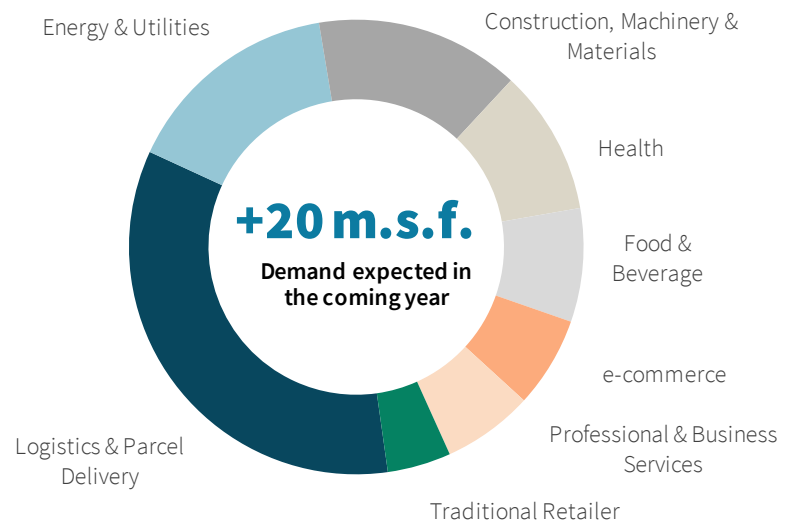 Energy & Utilities
Construction, Machinery &
Materials
Health
+20 m.s.f.
Demand expected in
the coming year
Food &
Beverage
e-commerce
Professional & Business
Services
Logistics & Parcel
Delivery
Traditional Retailer